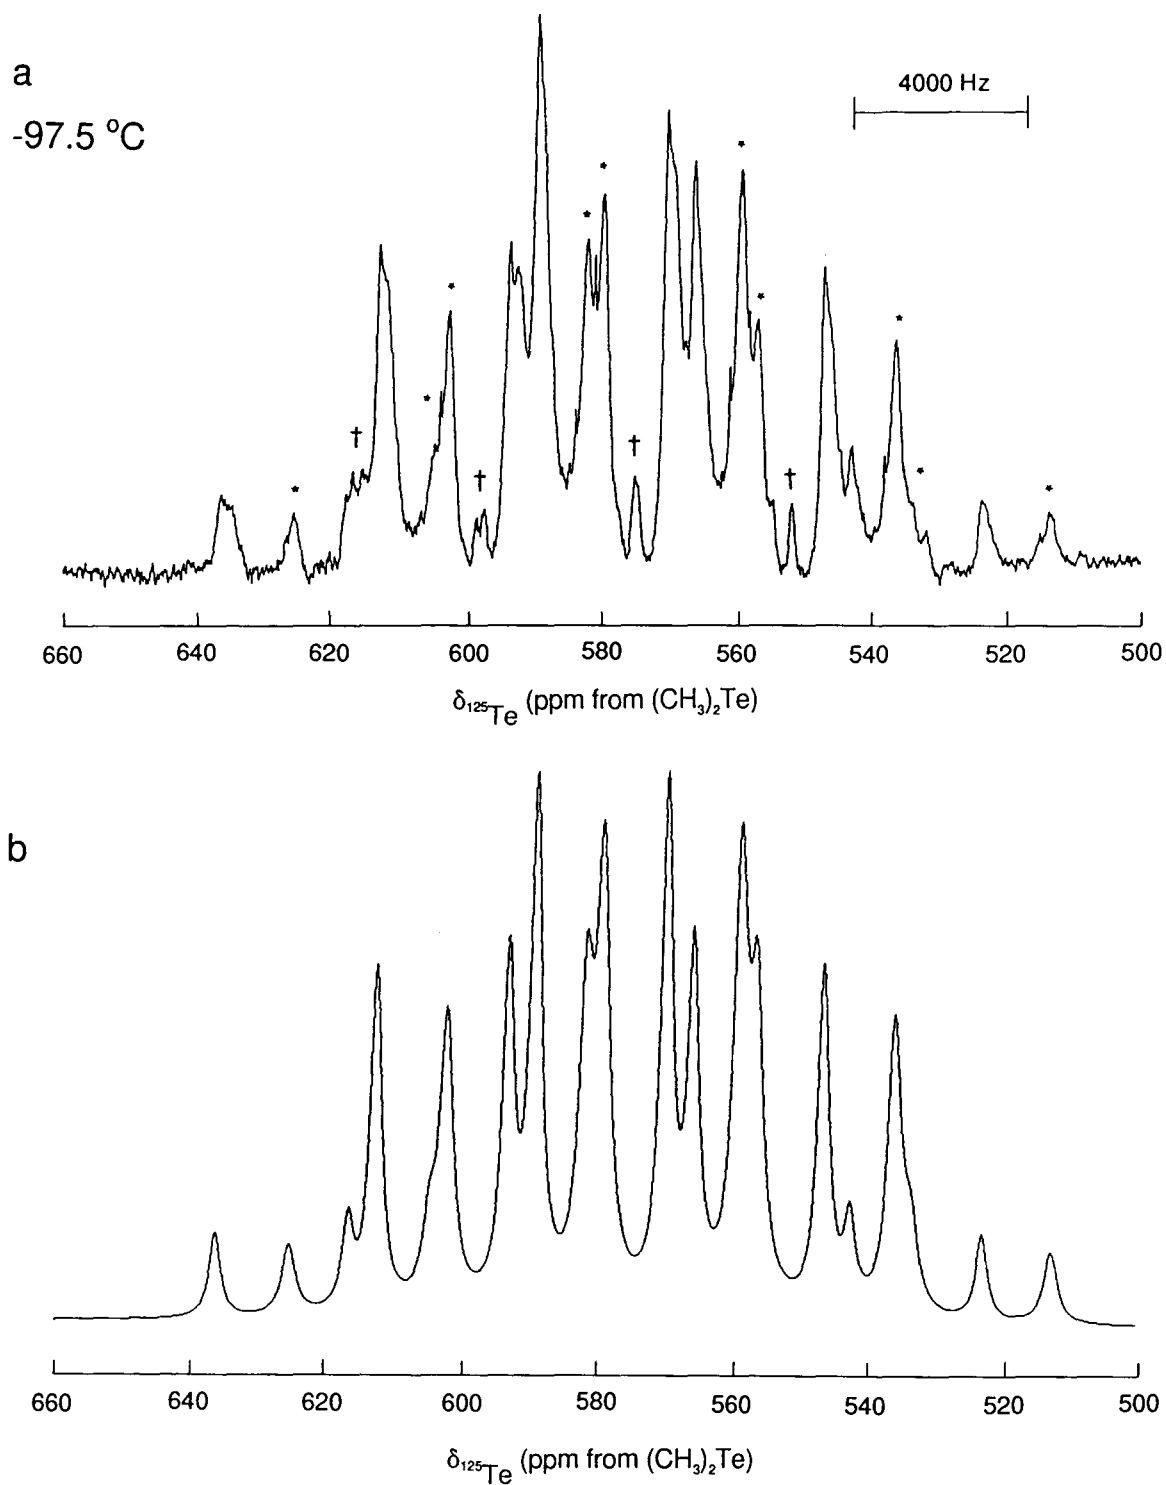 a
4000 Hz
-97.5 °C
* * * * * * * * * * *
† † † †
660 640 620 600 580 560 540 520 500
δ₁₂₅Te (ppm from (CH₃)₂Te)
b
660 640 620 600 580 560 540 520 500
δ₁₂₅Te (ppm from (CH₃)₂Te)